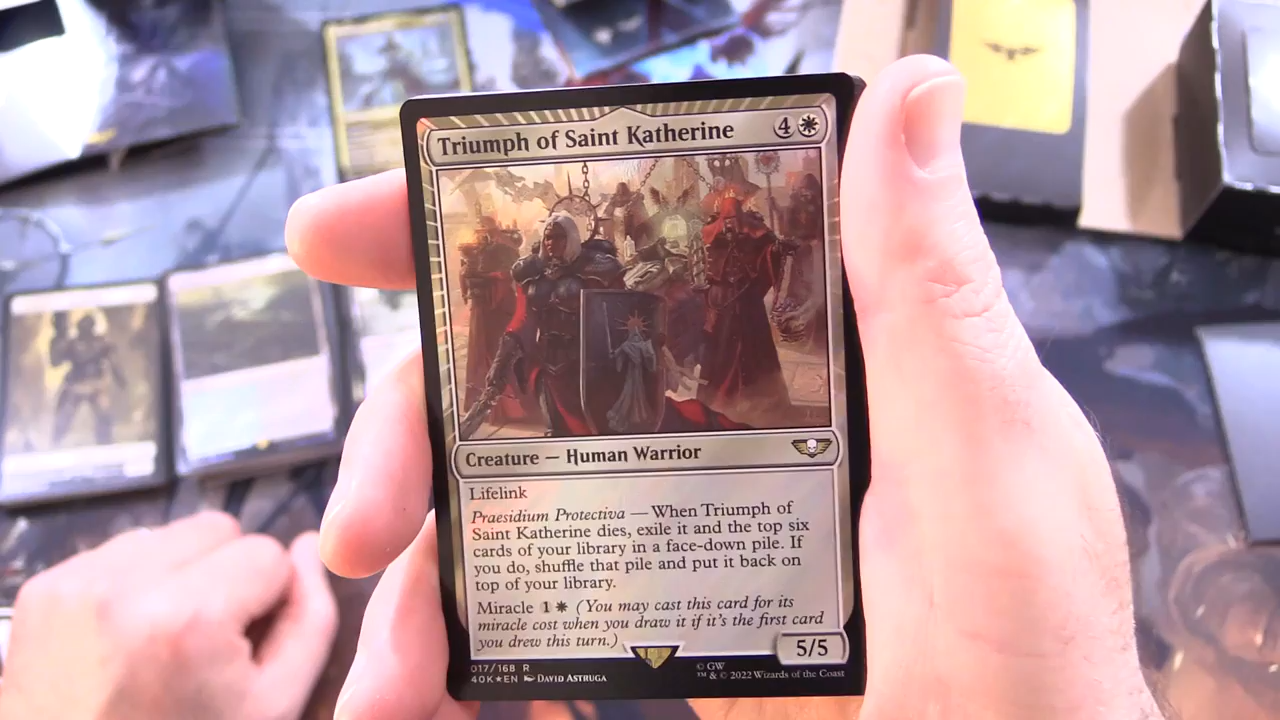 Triumph of Saint Katherine 4
Creature — Human Warrior
Lifelink
Praesidium Protectiva — When Triumph of
Saint Katherine dies, exile it and the top six
cards of your library in a face-down pile. If
you do, shuffle that pile and put it back on
top of your library.
Miracle 1 (You may cast this card for its
miracle cost when you draw it if it's the first card
you drew this turn.)
5/5
017/168 R
40K★EN David Astruga
© GW
™ & © 2022 Wizards of the Coast